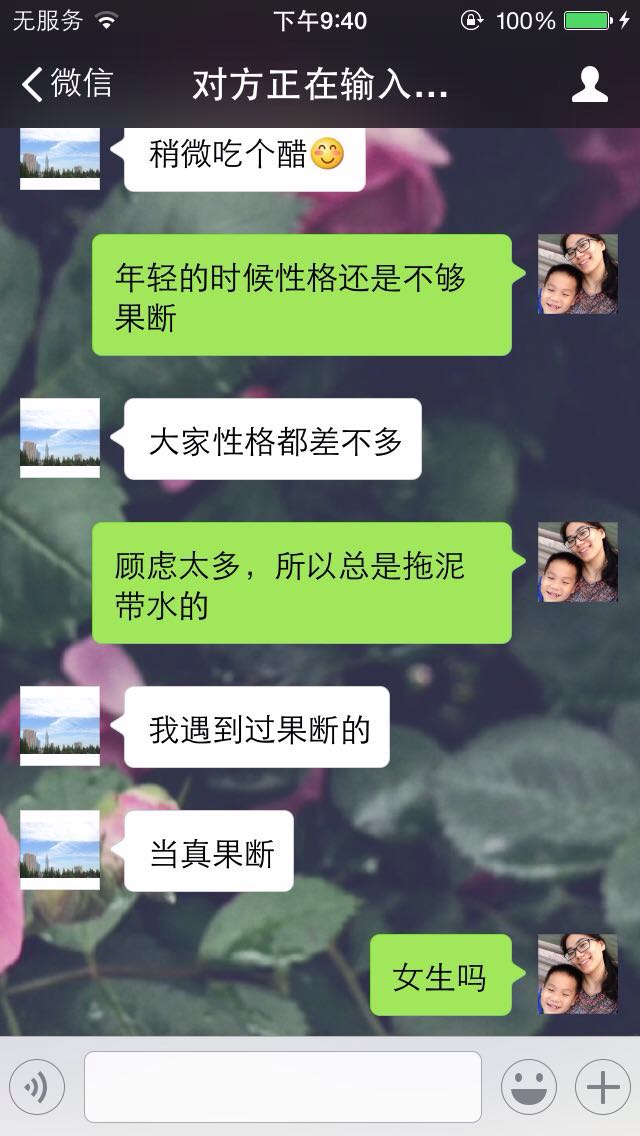 无服务
下午9:40
100%
微信
对方正在输入...
稍微吃个醋😊
年轻的时候性格还是不够
果断
大家性格都差不多
顾虑太多，所以总是拖泥
带水的
我遇到过果断的
当真果断
女生吗